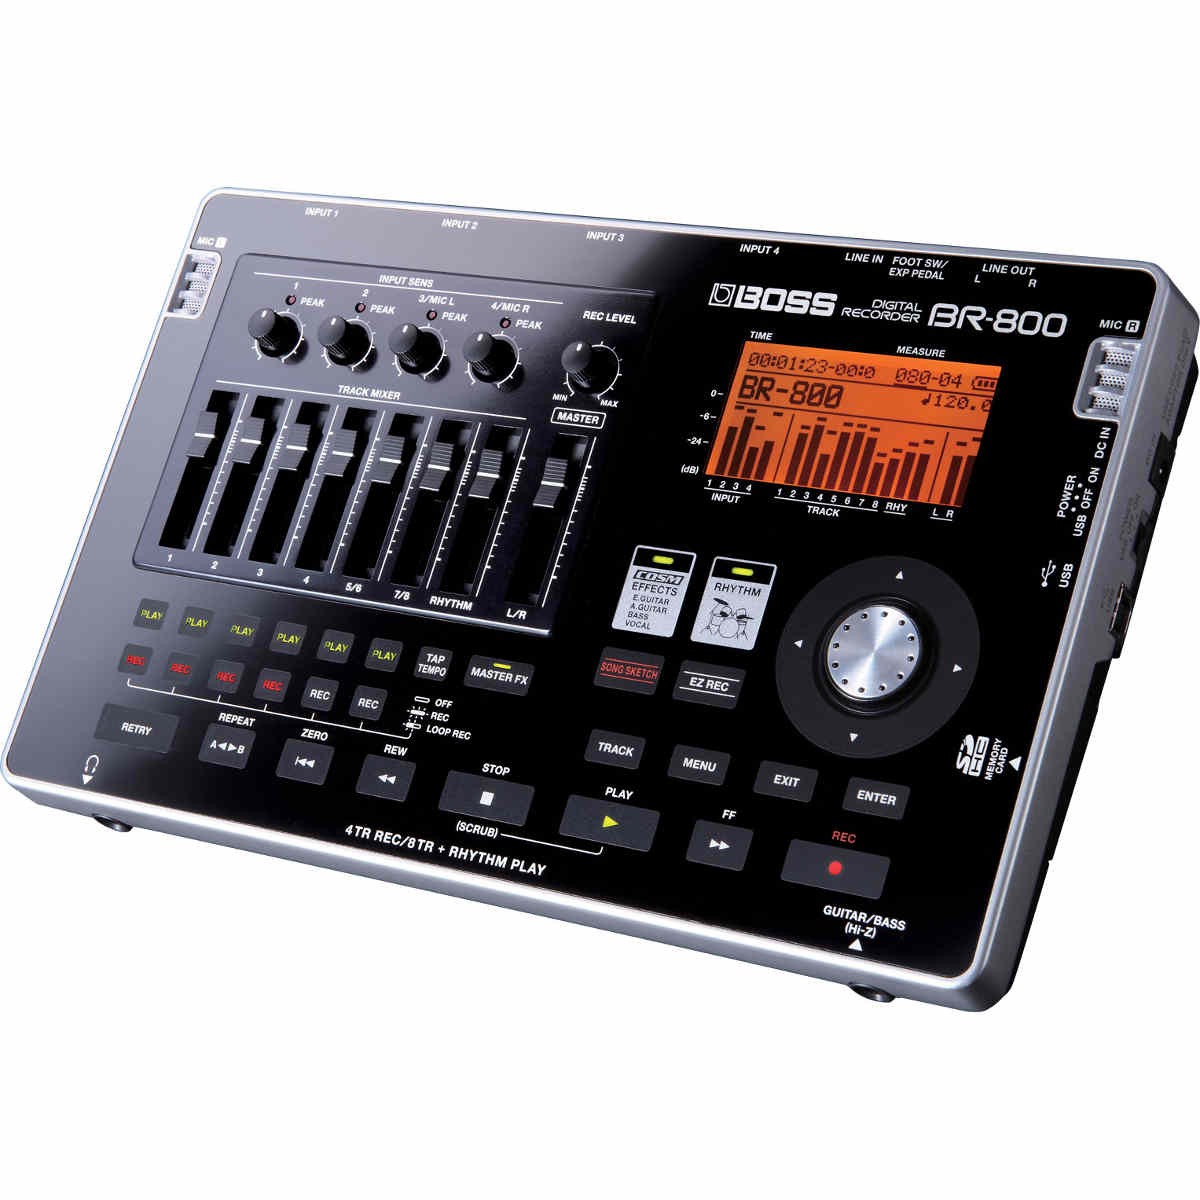 INPUT 1
INPUT 2
INPUT 3
INPUT 4
LINE IN
FOOT SW/
EXP PEDAL
LINE OUT
L R
MIC L
INPUT SENS
1 2 3/MIC L 4/MIC R
PEAK PEAK PEAK PEAK
REC LEVEL
MIN MAX
BOSS DIGITAL
RECORDER BR-800
MIC R
TIME MEASURE
00:01:23-00:0 080-04
BR-800 ♩120.0
0
-6
-24
(dB)
1 2 3 4 1 2 3 4 5 6 7 8 RHY L R
INPUT TRACK
TRACK MIXER
MASTER
1 2 3 4 5/6 7/8 RHYTHM L/R
DC IN
POWER
USB OFF ON
USB
COSM
EFFECTS
E.GUITAR
A.GUITAR
BASS
VOCAL
RHYTHM
PLAY PLAY PLAY PLAY PLAY PLAY
REC REC REC REC REC REC
TAP
TEMPO
MASTER FX
OFF
REC
LOOP REC
SONG SKETCH
EZ REC
RETRY
REPEAT
A◀▶B
ZERO
REW
STOP
(SCRUB)
PLAY
FF
REC
TRACK
MENU
EXIT
ENTER
SDHC
MEMORY
CARD
4TR REC/8TR + RHYTHM PLAY
GUITAR/BASS
(Hi-Z)